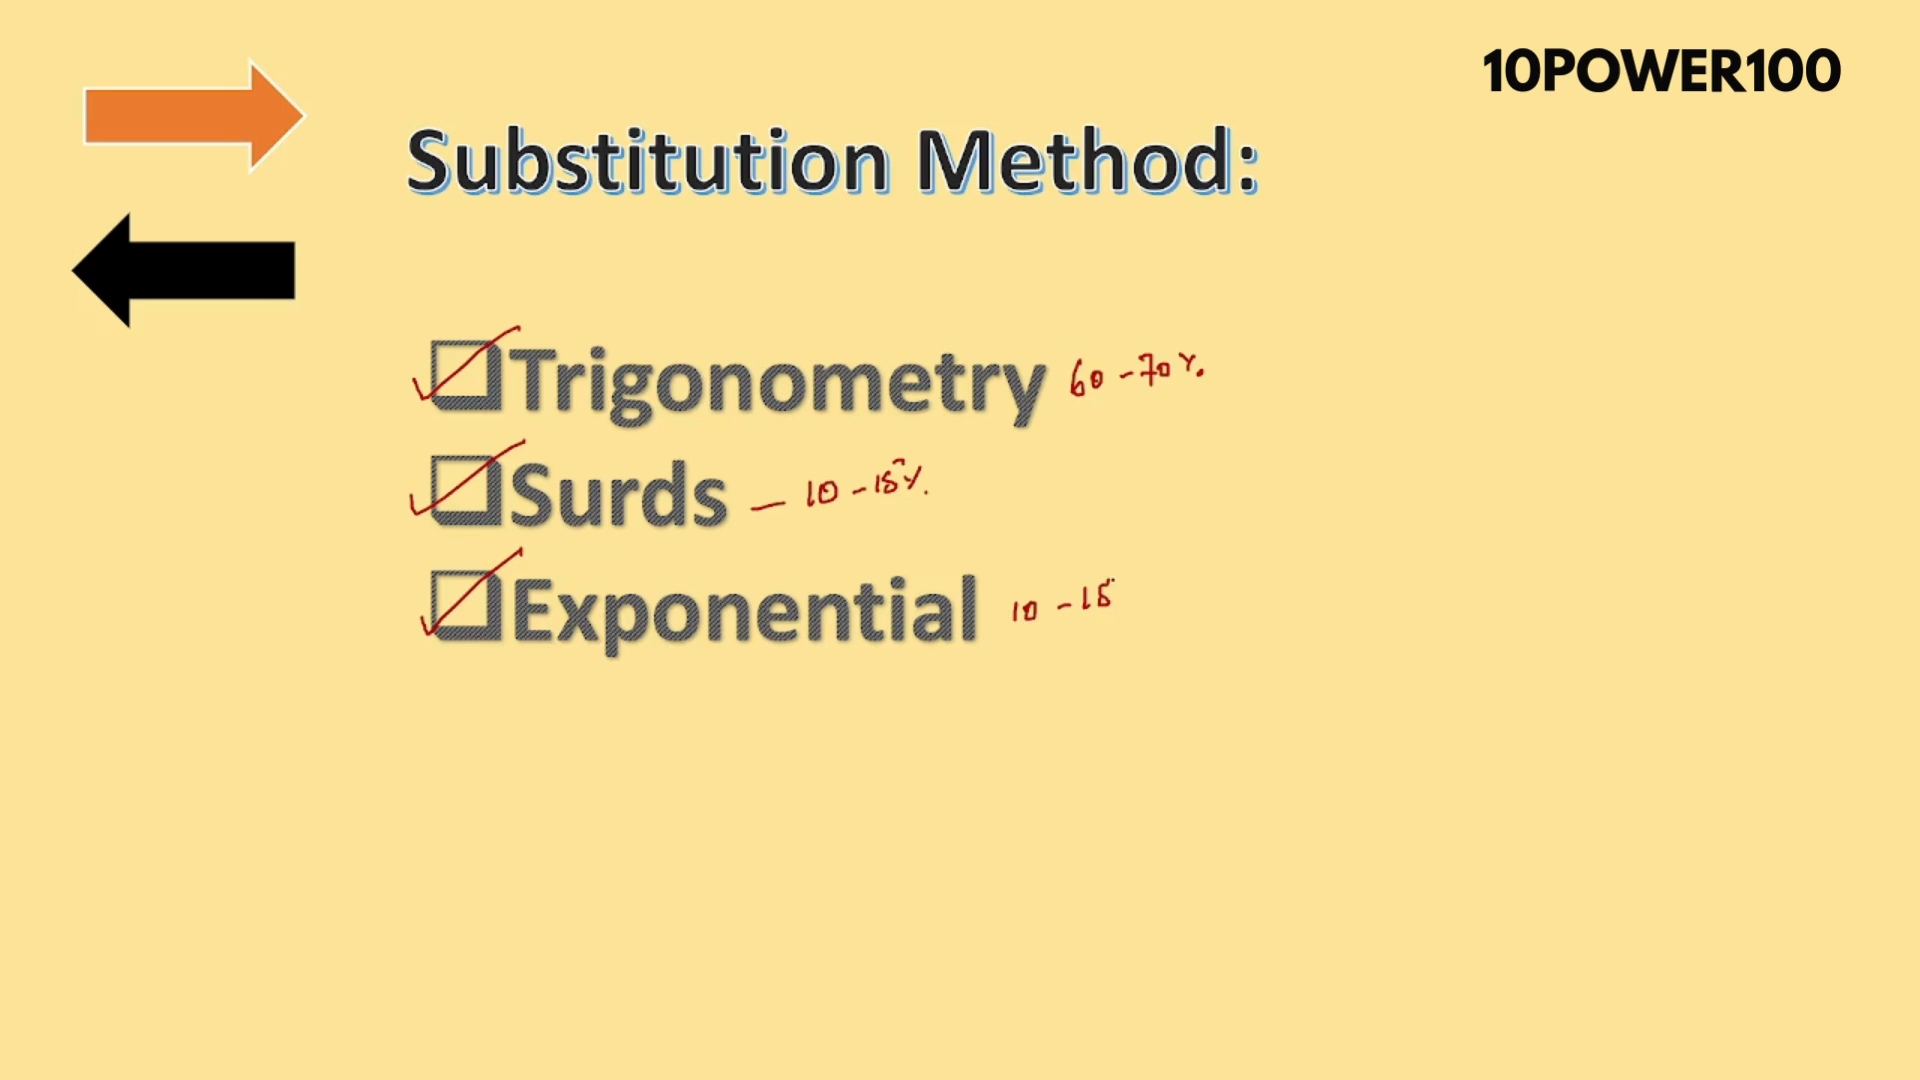 10POWER100
Substitution Method:
Trigonometry 60-70%
Surds - 10-15%
Exponential 10-15